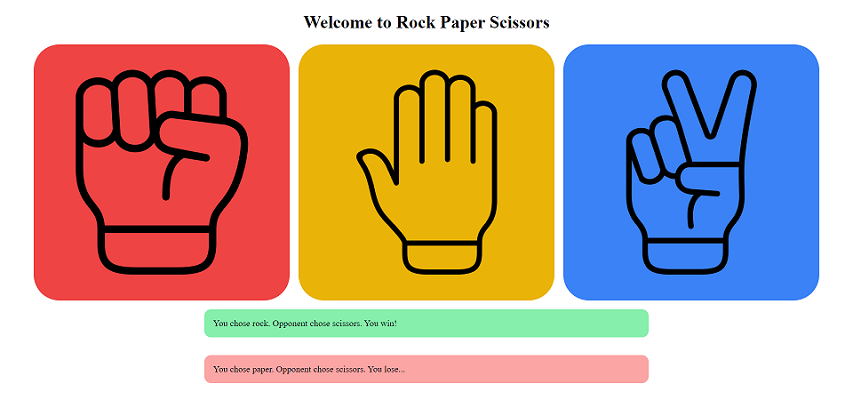 Welcome to Rock Paper Scissors
You chose rock. Opponent chose scissors. You win!
You chose paper. Opponent chose scissors. You lose...